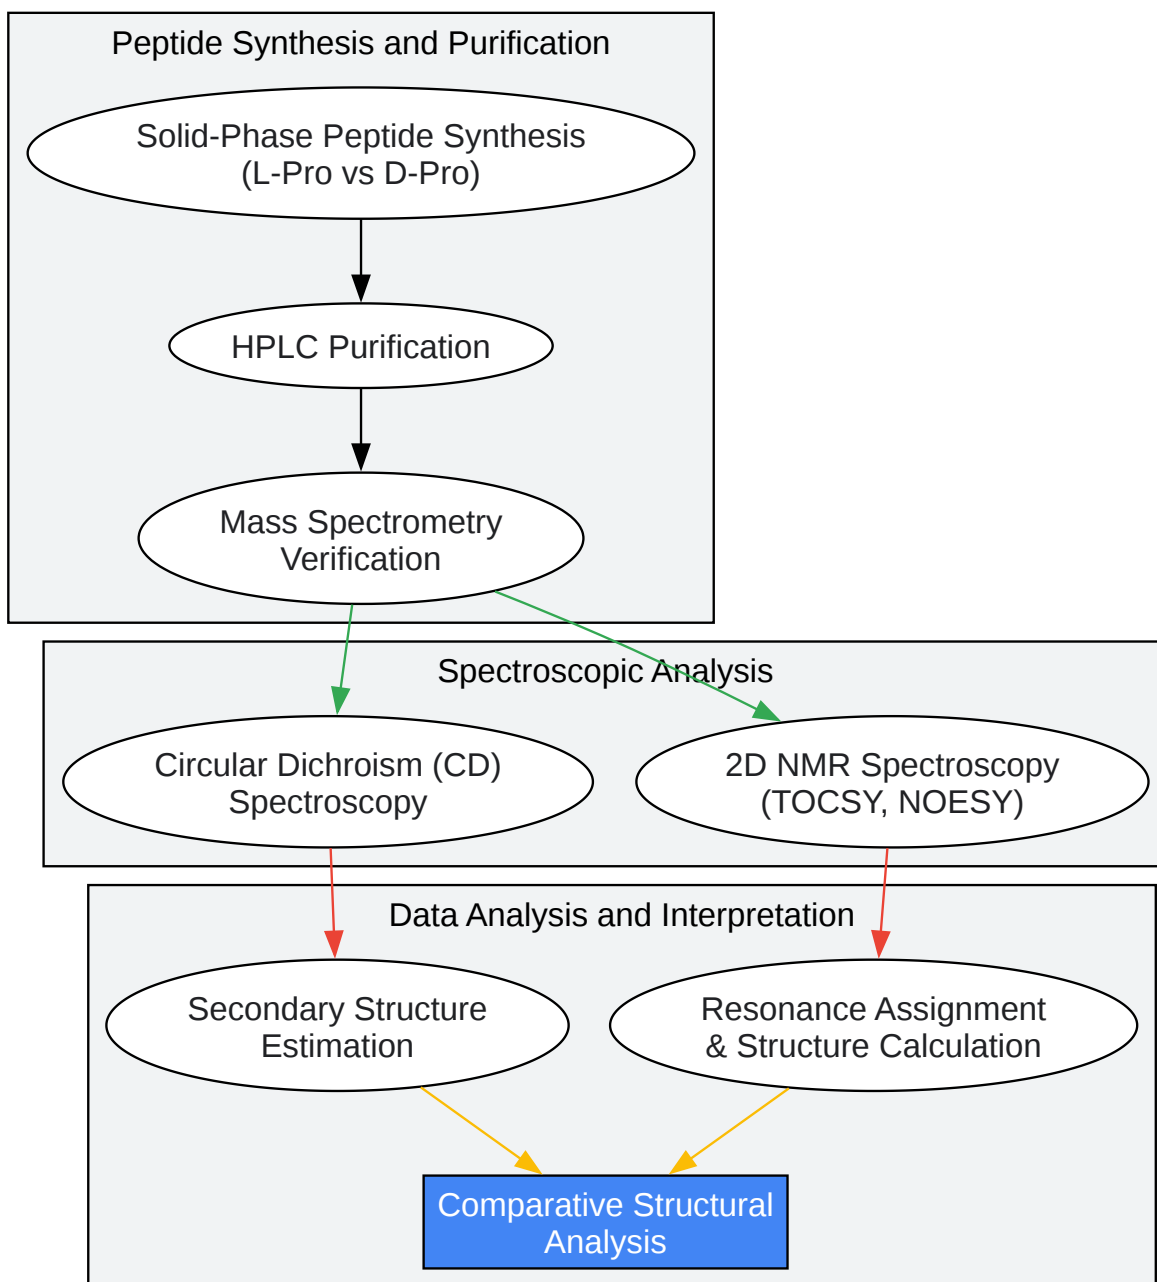 Peptide Synthesis and Purification
Solid-Phase Peptide Synthesis
(L-Pro vs D-Pro)
HPLC Purification
Mass Spectrometry
Verification
Spectroscopic Analysis
Circular Dichroism (CD)
Spectroscopy
2D NMR Spectroscopy
(TOCSY, NOESY)
Data Analysis and Interpretation
Secondary Structure
Estimation
Resonance Assignment
& Structure Calculation
Comparative Structural
Analysis